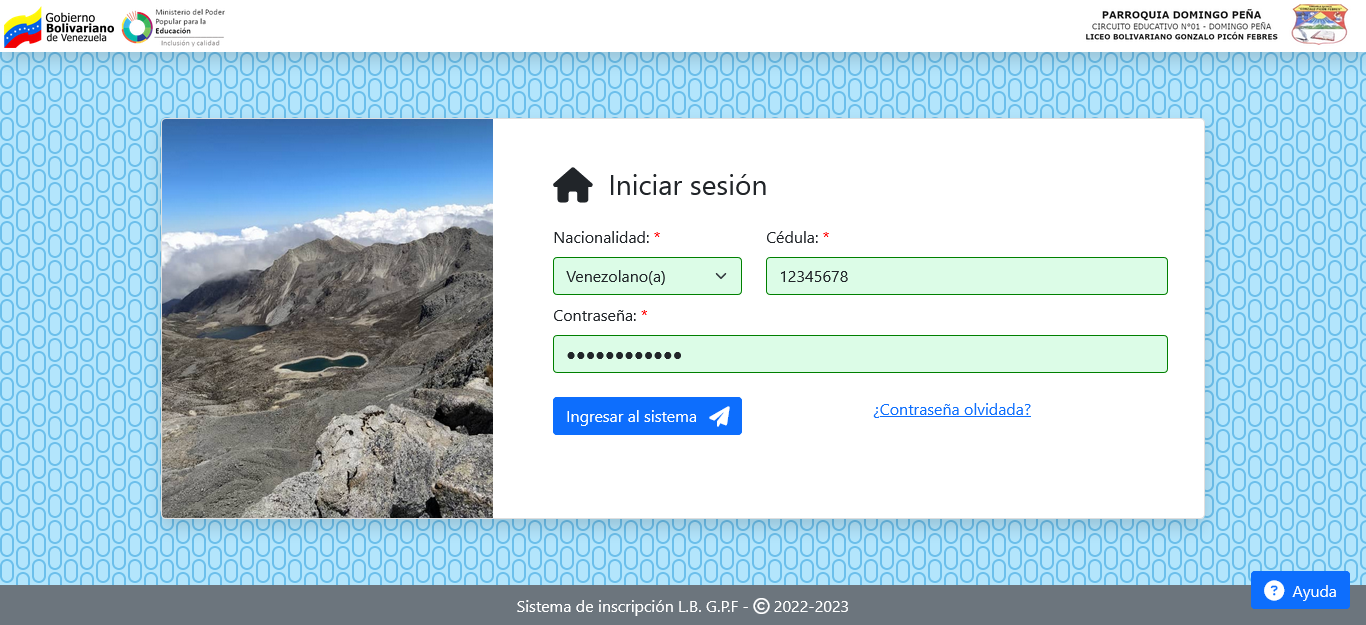 Gobierno
Bolivariano
de Venezuela
Ministerio del Poder
Popular para la
Educación
Inclusión y calidad
PARROQUIA DOMINGO PEÑA
CIRCUITO EDUCATIVO N°01 - DOMINGO PEÑA
LICEO BOLIVARIANO GONZALO PICÓN FEBRES
Iniciar sesión
Nacionalidad: * Cédula: *
Venezolano(a) 12345678
Contraseña: *
●●●●●●●●●●●●
Ingresar al sistema ¿Contraseña olvidada?
Sistema de inscripción L.B. G.P.F - © 2022-2023
? Ayuda